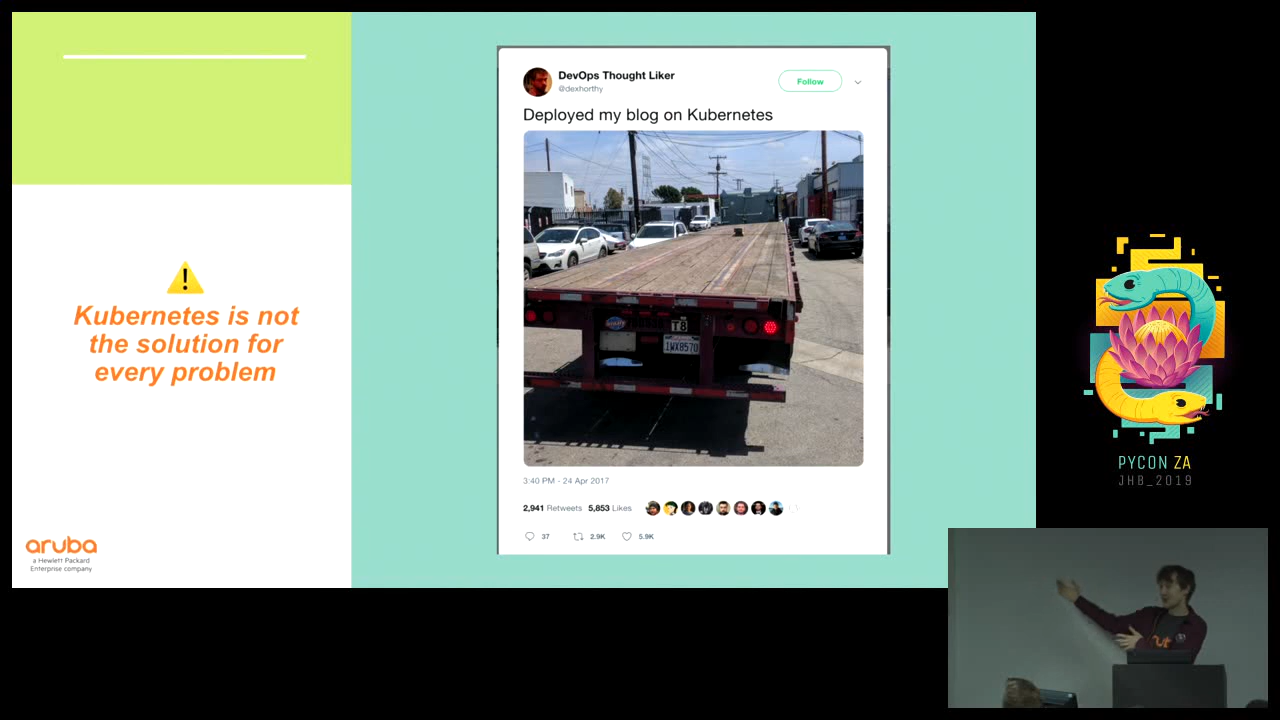 Kubernetes is not
the solution for
every problem
aruba
a Hewlett Packard
Enterprise company
DevOps Thought Liker
@dexhorthy
Follow
Deployed my blog on Kubernetes
T8
1WX8570
3:40 PM - 24 Apr 2017
2,941 Retweets 5,853 Likes
37 2.9K 5.9K
PYCON ZA
JHB_2019